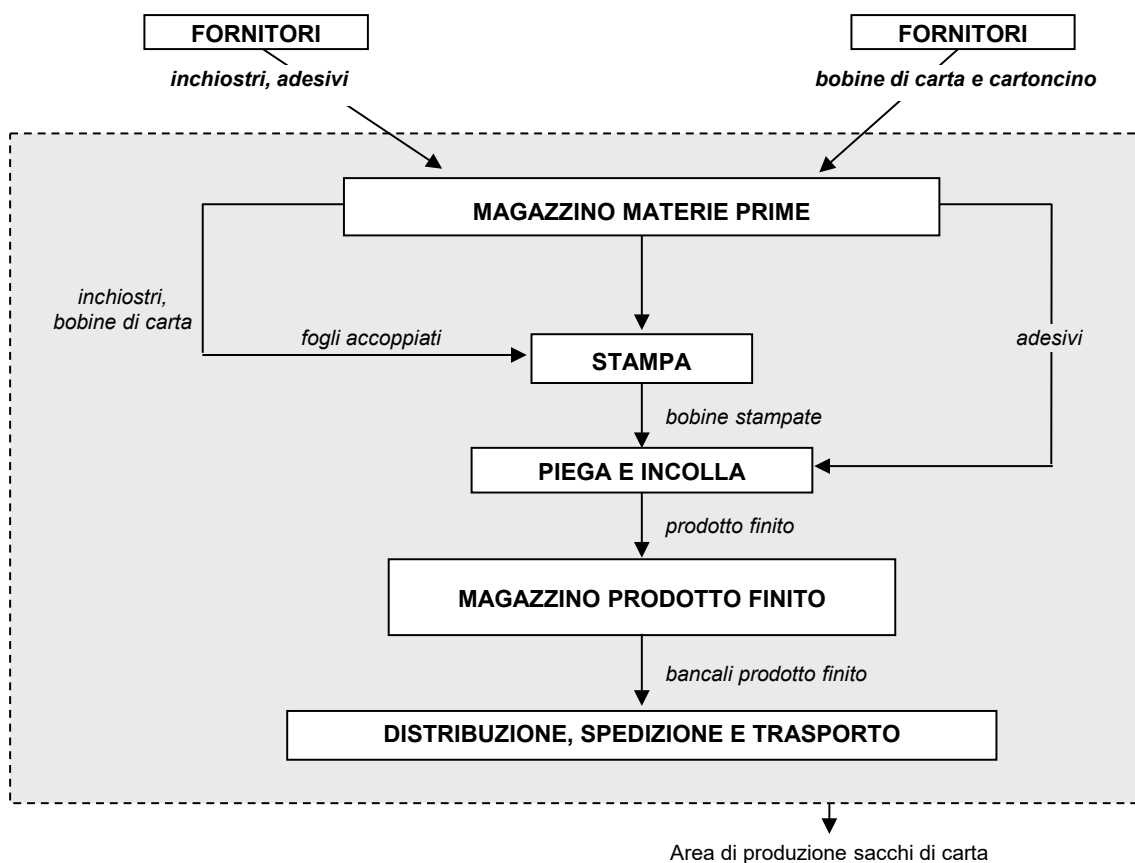 FORNITORI
FORNITORI
inchiostri, adesivi
bobine di carta e cartoncino
MAGAZZINO MATERIE PRIME
inchiostri,
bobine di carta
fogli accoppiati
STAMPA
adesivi
bobine stampate
PIEGA E INCOLLA
prodotto finito
MAGAZZINO PRODOTTO FINITO
bancali prodotto finito
DISTRIBUZIONE, SPEDIZIONE E TRASPORTO
Area di produzione sacchi di carta